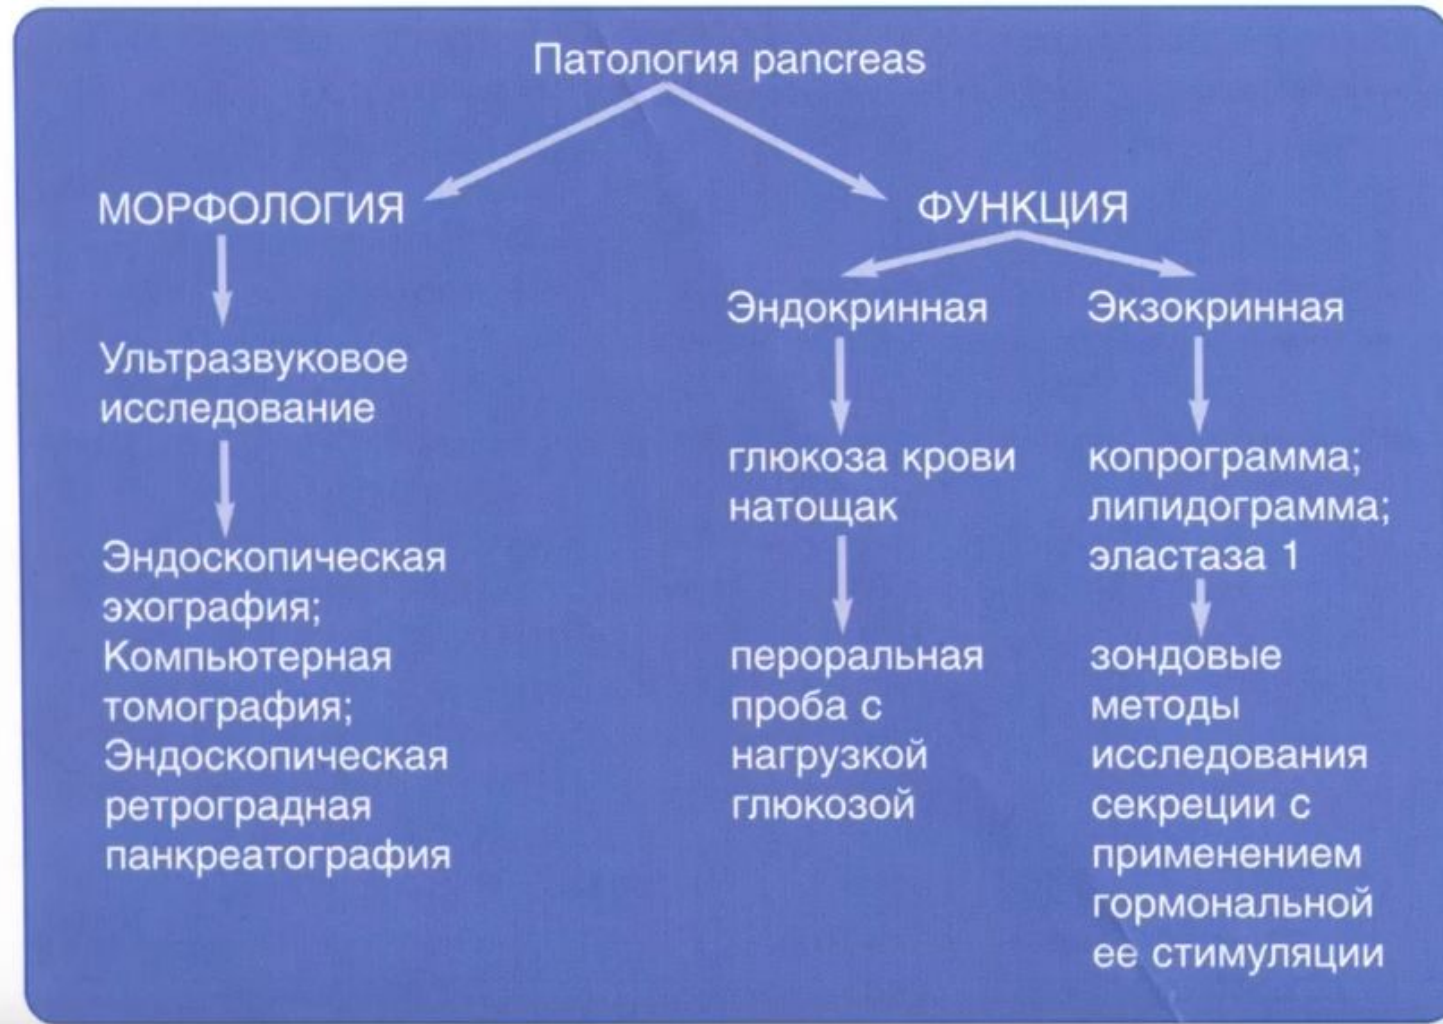 Патология pancreas
МОРФОЛОГИЯ
Ультразвуковое
исследование
Эндоскопическая
эхография;
Компьютерная
томография;
Эндоскопическая
ретроградная
панкреатография
ФУНКЦИЯ
Эндокринная
глюкоза крови
натощак
пероральная
проба с
нагрузкой
глюкозой
Экзокринная
копрограмма;
липидограмма;
эластаза 1
зондовые
методы
исследования
секреции с
применением
гормональной
ее стимуляции